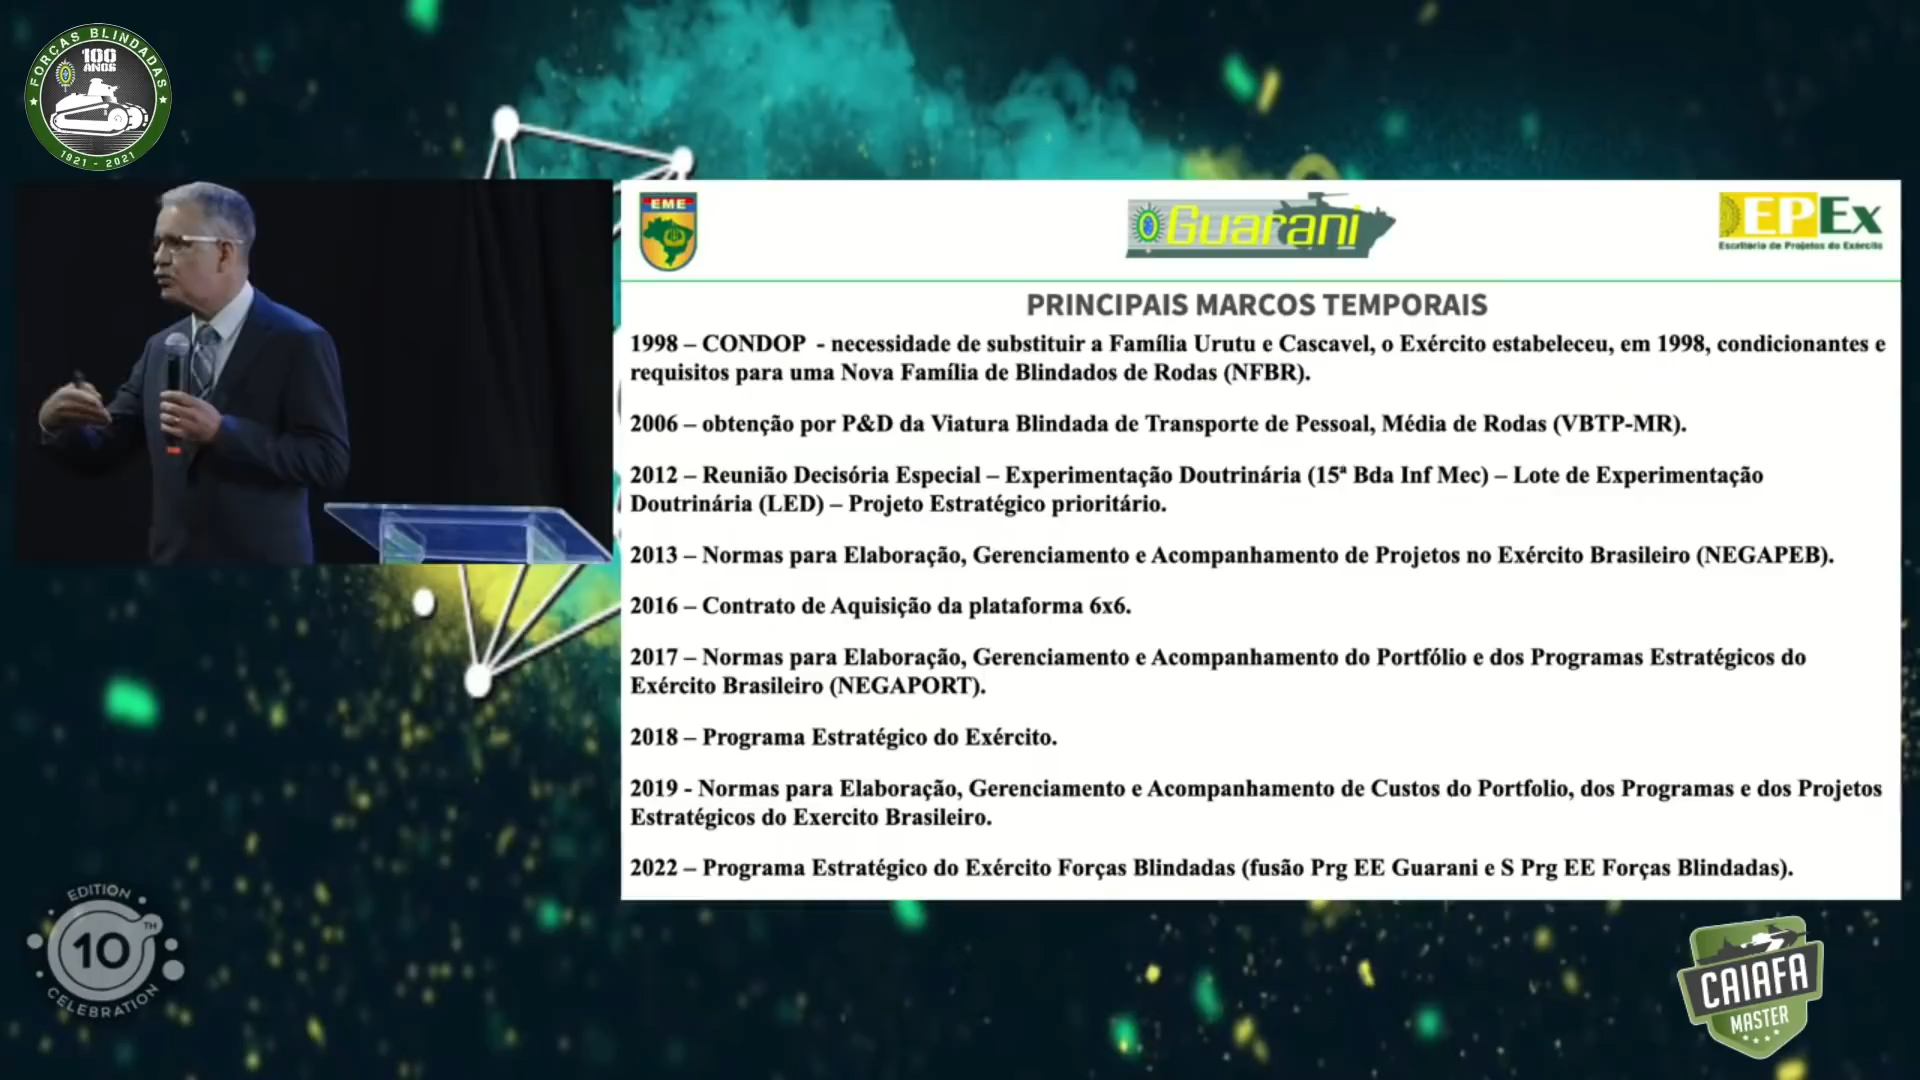 FORÇAS BLINDADAS
100
ANOS
1921 - 2021
EME
Guarani
EPEx
Escritório de Projetos do Exército
PRINCIPAIS MARCOS TEMPORAIS
1998 – CONDOP - necessidade de substituir a Família Urutu e Cascavel, o Exército estabeleceu, em 1998, condicionantes e
requisitos para uma Nova Família de Blindados de Rodas (NFBR).
2006 – obtenção por P&D da Viatura Blindada de Transporte de Pessoal, Média de Rodas (VBTP-MR).
2012 – Reunião Decisória Especial – Experimentação Doutrinária (15ª Bda Inf Mec) – Lote de Experimentação
Doutrinária (LED) – Projeto Estratégico prioritário.
2013 – Normas para Elaboração, Gerenciamento e Acompanhamento de Projetos no Exército Brasileiro (NEGAPEB).
2016 – Contrato de Aquisição da plataforma 6x6.
2017 – Normas para Elaboração, Gerenciamento e Acompanhamento do Portfólio e dos Programas Estratégicos do
Exército Brasileiro (NEGAPORT).
2018 – Programa Estratégico do Exército.
2019 - Normas para Elaboração, Gerenciamento e Acompanhamento de Custos do Portfolio, dos Programas e dos Projetos
Estratégicos do Exercito Brasileiro.
2022 – Programa Estratégico do Exército Forças Blindadas (fusão Prg EE Guarani e S Prg EE Forças Blindadas).
EDITION
10TH
CELEBRATION
CAIAFA
MASTER